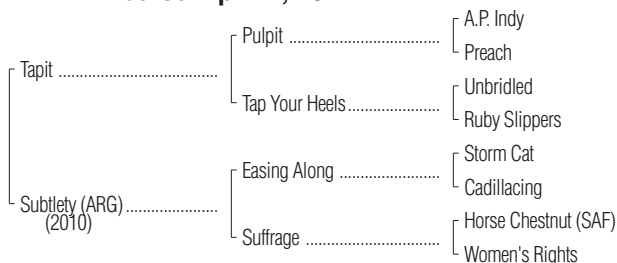 A.P. Indy
Pulpit ........................................
Preach
Tapit ..........................................
Unbridled
Tap Your Heels........................
Ruby Slippers
Storm Cat
Easing Along ..........................
Cadillacing
Subtlety (ARG) ........................
(2010)
Horse Chestnut (SAF)
Suffrage ...................................
Women's Rights